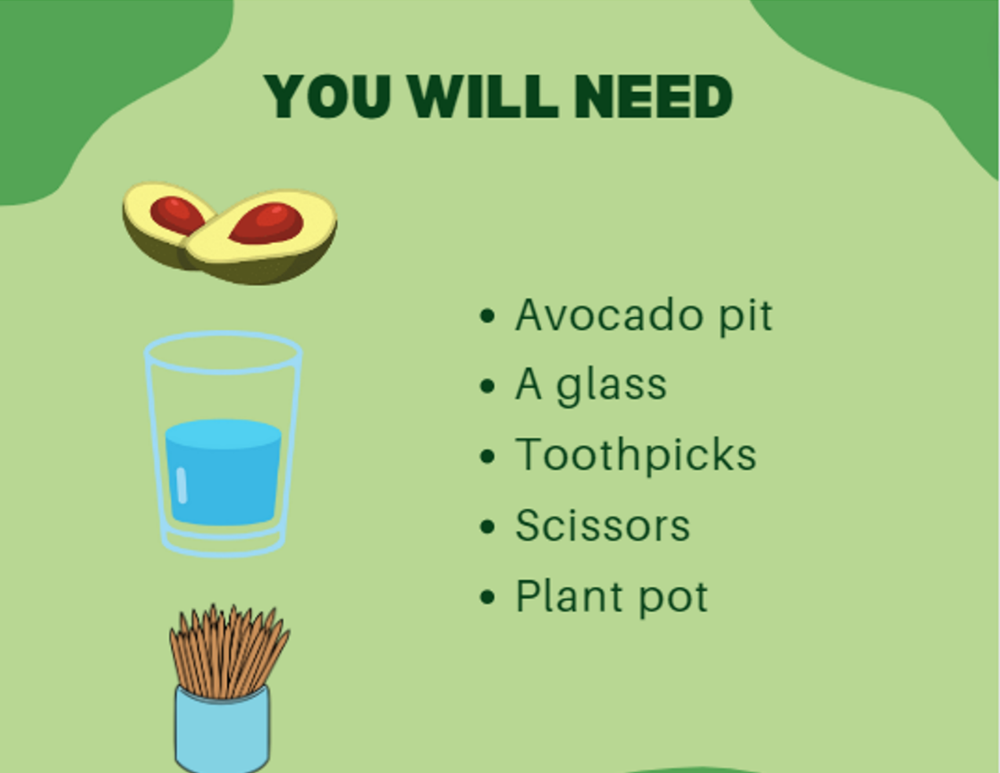 YOU WILL NEED
• Avocado pit
• A glass
• Toothpicks
• Scissors
• Plant pot